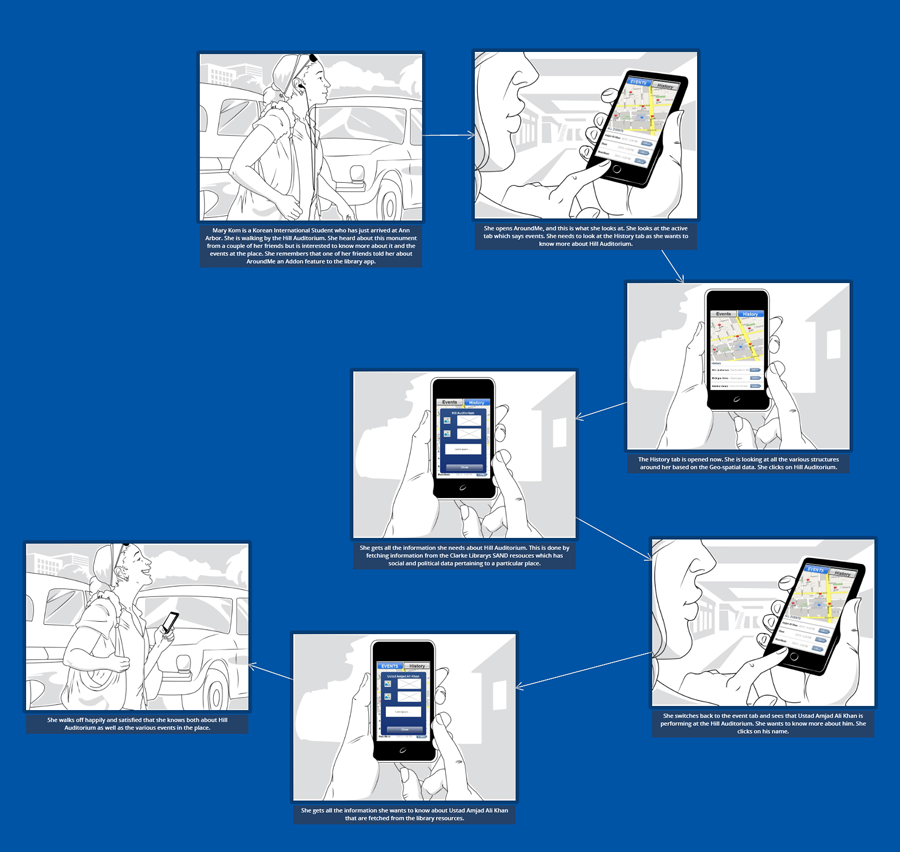 Mary Kom is a Korean International Student who has just arrived at Ann
Arbor. She is walking by the Hill Auditorium. She heard about this monument
from a couple of her friends but is interested to know more about it and the
events at the place. She remembers that one of her friends told her about
AroundMe an Addon feature to the library app.
EVENTS
History
She opens AroundMe, and this is what she looks at. She looks at the active
tab which says events. She needs to look at the History tab as she wants to
know more about Hill Auditorium.
Events
History
The History tab is opened now. She is looking at all the various structures
around her based on the Geo-spatial data. She clicks on Hill Auditorium.
Events
History
Hill Auditorium
Close
She gets all the information she needs about Hill Auditorium. This is done by
fetching information from the Clarke Librarys SAND resouces which has
social and political data pertaining to a particular place.
EVENTS
History
She switches back to the event tab and sees that Ustad Amjad Ali Khan is
performing at the Hill Auditorium. She wants to know more about him. She
clicks on his name.
EVENTS
History
Ustad Amjad Ali Khan
Close
She gets all the information she wants to know about Ustad Amjad Ali Khan
that are fetched from the library resources.
She walks off happily and satisfied that she knows both about Hill
Auditorium as well as the various events in the place.